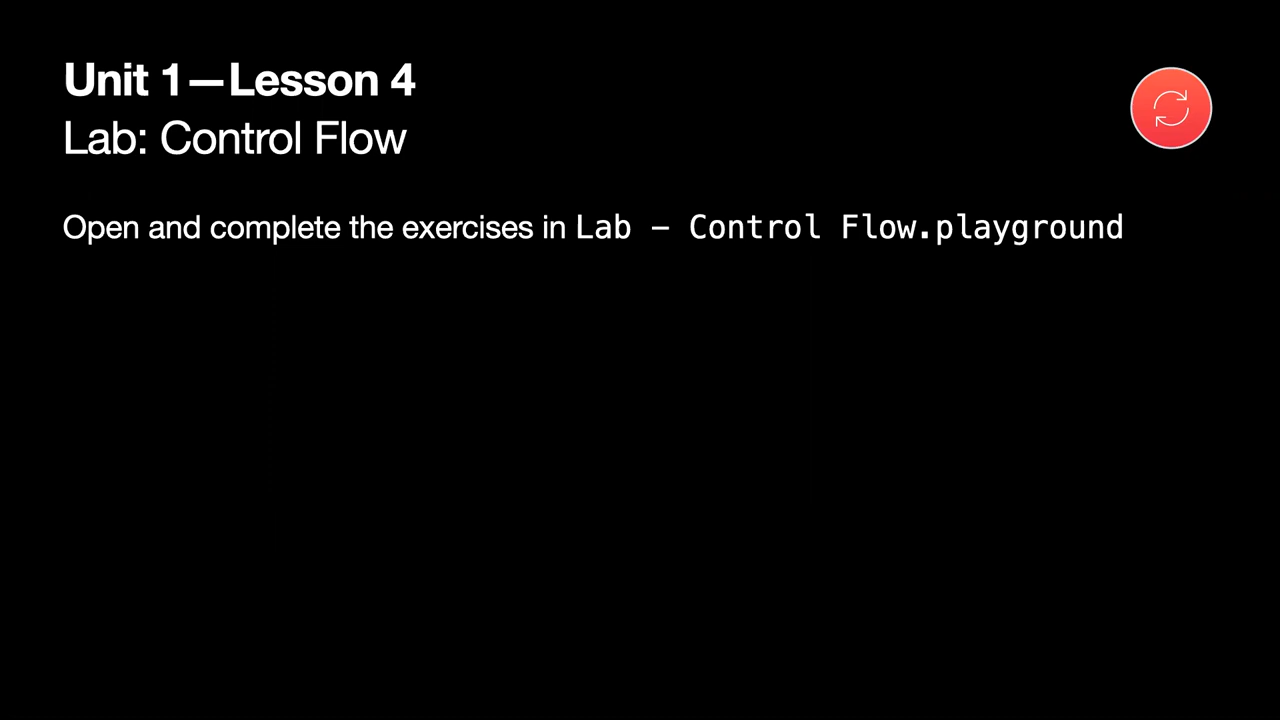 Unit 1—Lesson 4
Lab: Control Flow
Open and complete the exercises in Lab – Control Flow.playground